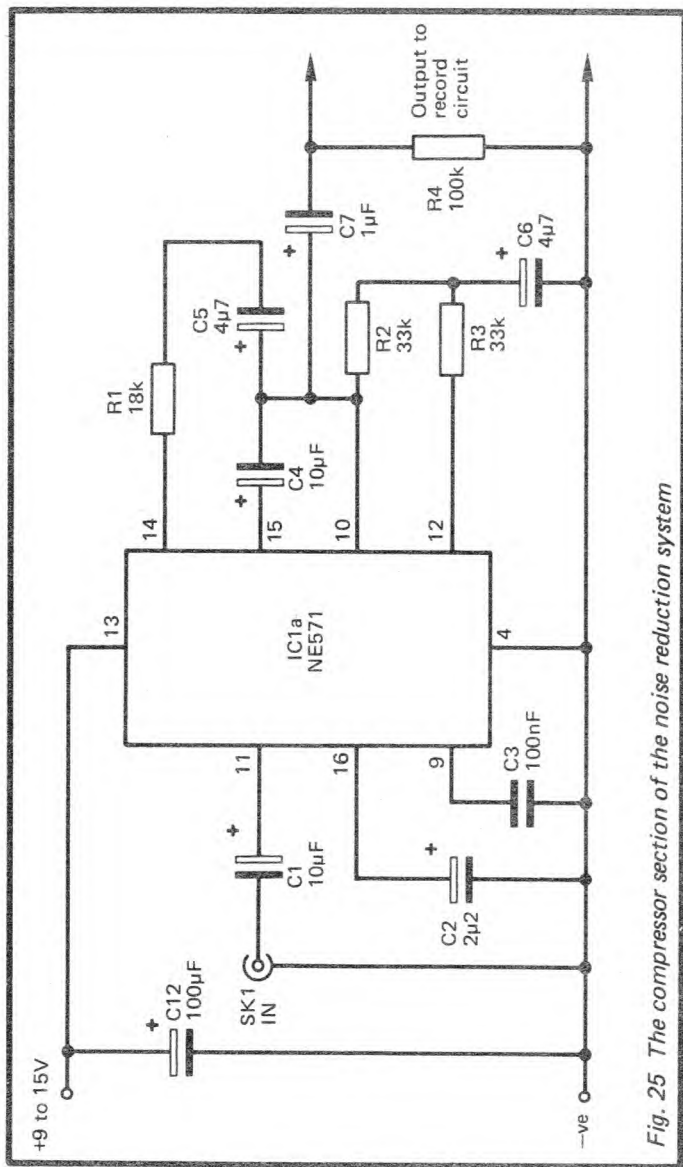 +9 to 15V
C12
100µF
+
SK1
IN
C1
10µF
+
C2
2µ2
+
C3
100nF
11
16
9
13
IC1a
NE571
4
14
15
10
12
R1
18k
C4
10µF
+
C5
4µ7
+
C7
1µF
+
R2
33k
R3
33k
C6
4µ7
+
R4
100k
Output to
record
circuit
–ve
Fig. 25 The compressor section of the noise reduction system